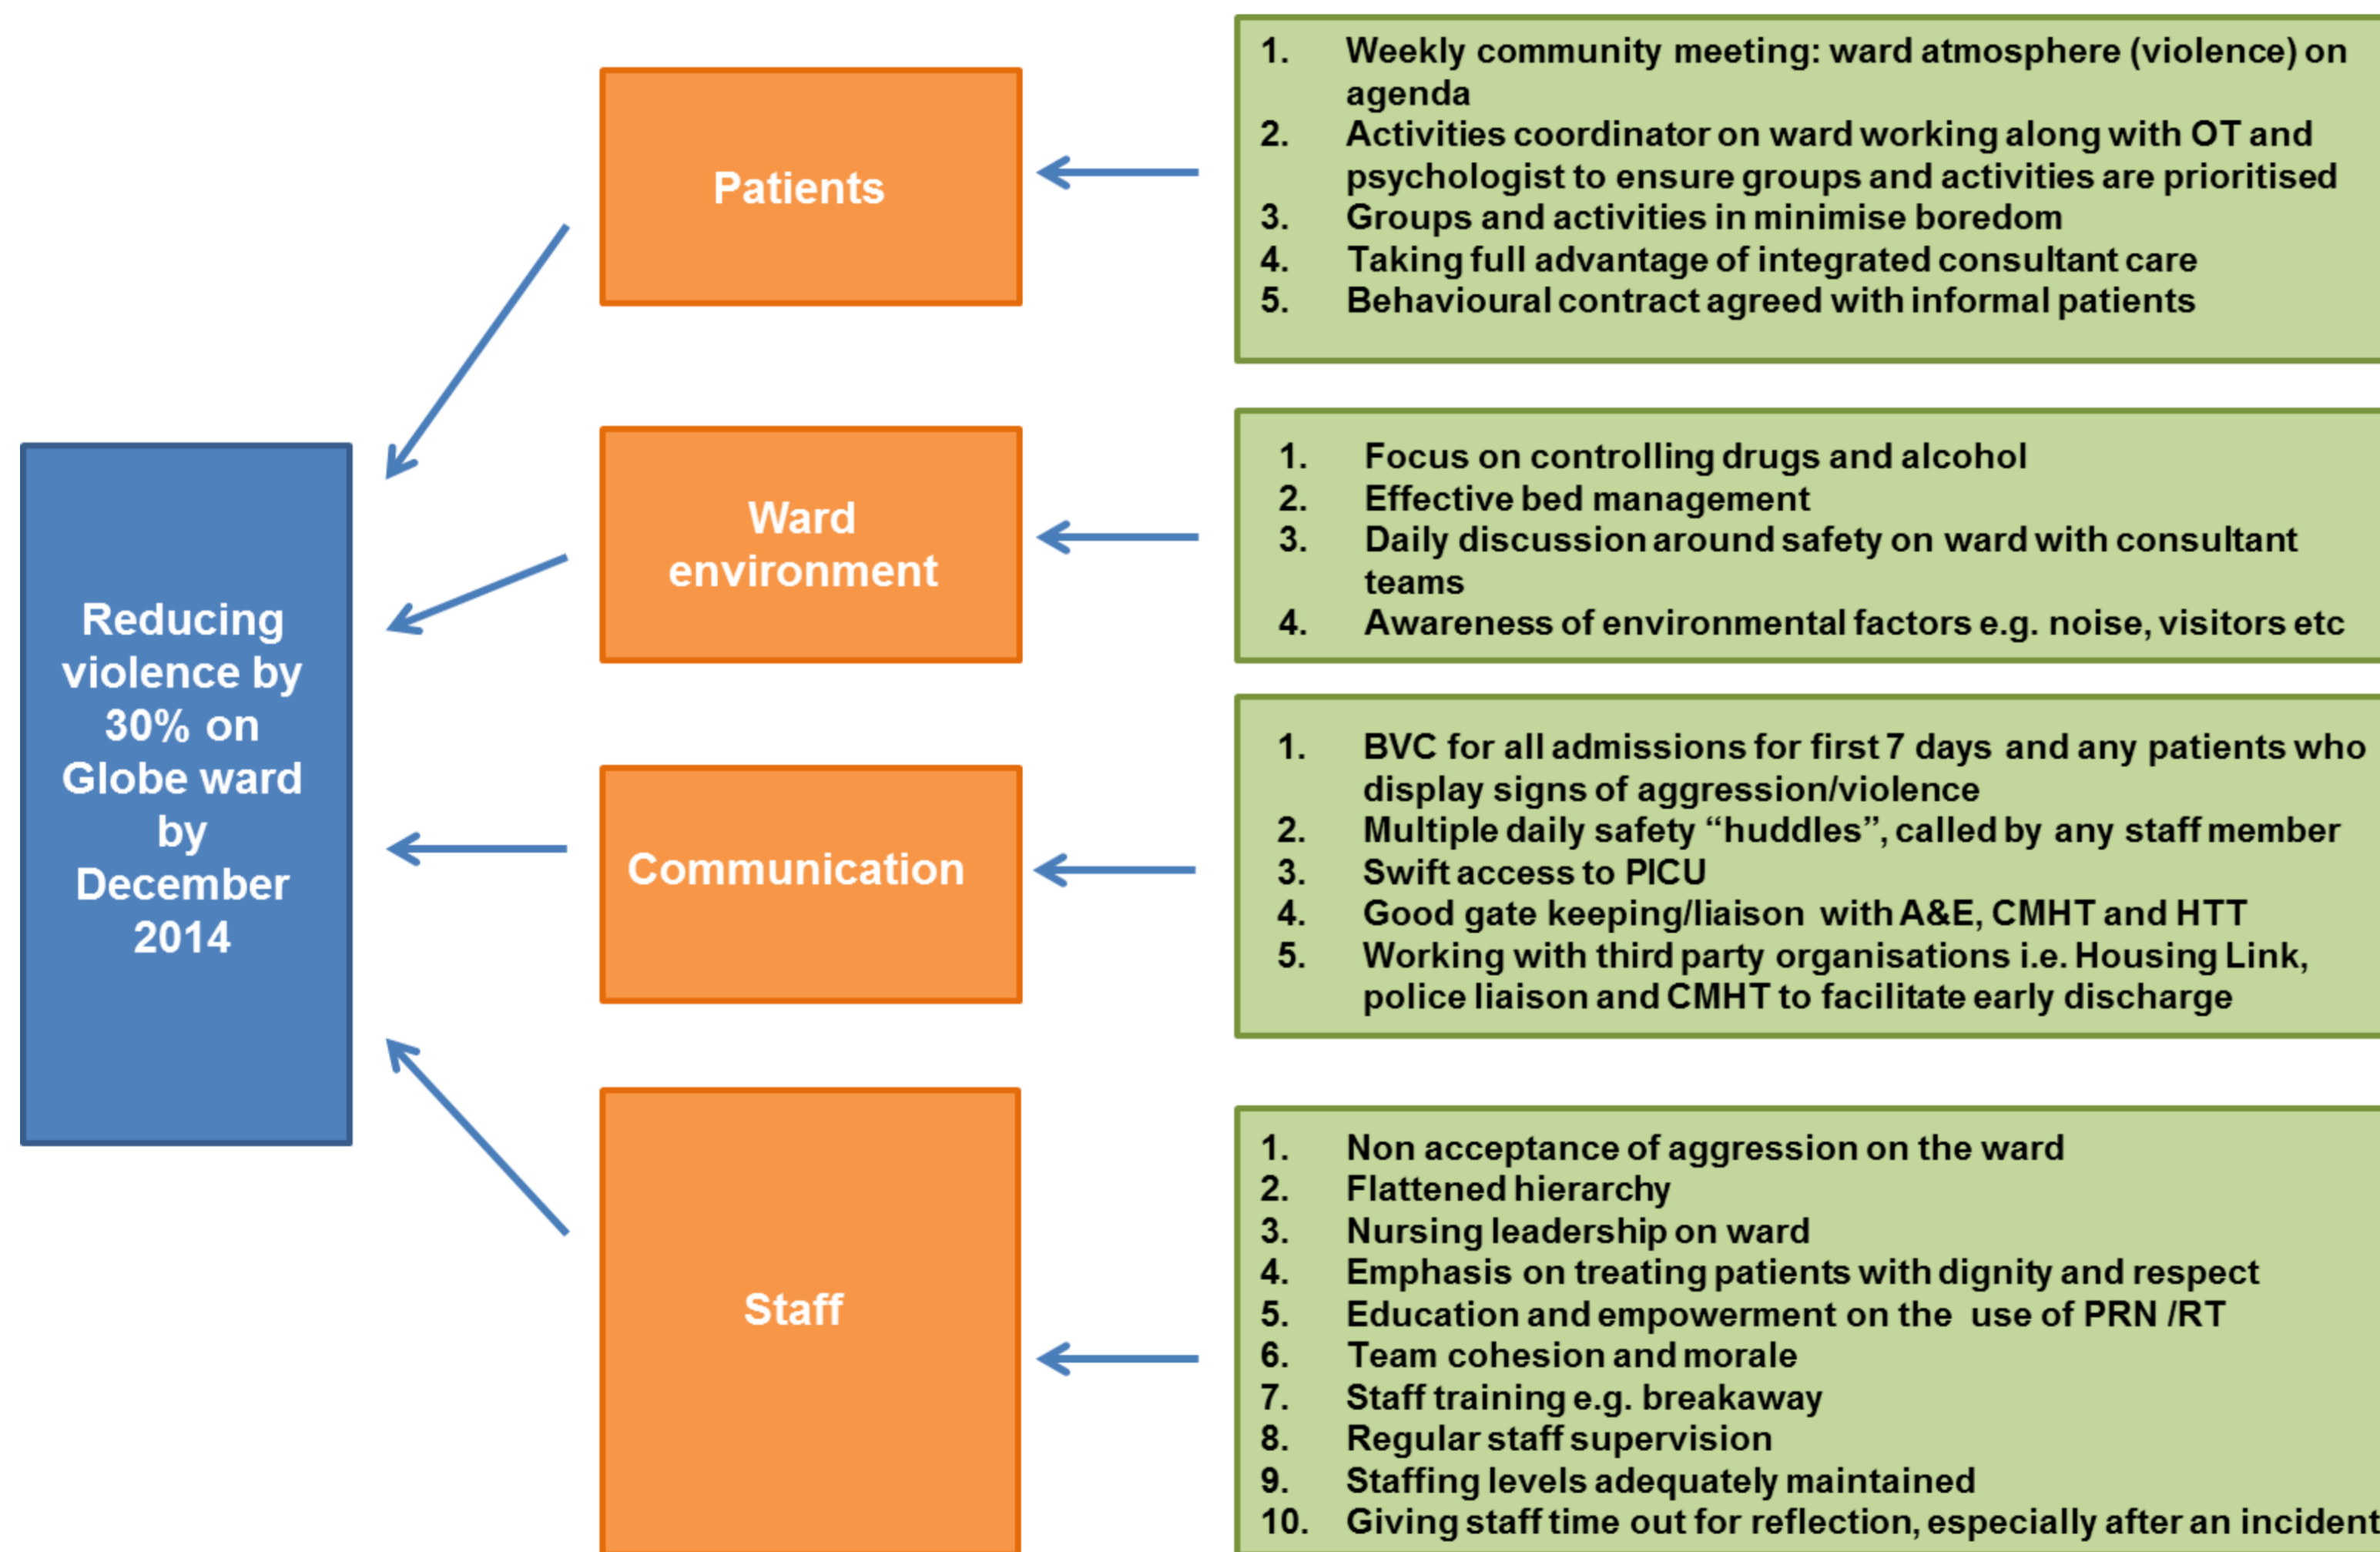 Reducing
violence by
30% on
Globe ward
by
December
2014
Patients
1. Weekly community meeting: ward atmosphere (violence) on
agenda
2. Activities coordinator on ward working along with OT and
psychologist to ensure groups and activities are prioritised
3. Groups and activities in minimise boredom
4. Taking full advantage of integrated consultant care
5. Behavioural contract agreed with informal patients
Ward
environment
1. Focus on controlling drugs and alcohol
2. Effective bed management
3. Daily discussion around safety on ward with consultant
teams
4. Awareness of environmental factors e.g. noise, visitors etc
Communication
1. BVC for all admissions for first 7 days and any patients who
display signs of aggression/violence
2. Multiple daily safety “huddles”, called by any staff member
3. Swift access to PICU
4. Good gate keeping/liaison with A&E, CMHT and HTT
5. Working with third party organisations i.e. Housing Link,
police liaison and CMHT to facilitate early discharge
Staff
1. Non acceptance of aggression on the ward
2. Flattened hierarchy
3. Nursing leadership on ward
4. Emphasis on treating patients with dignity and respect
5. Education and empowerment on the use of PRN /RT
6. Team cohesion and morale
7. Staff training e.g. breakaway
8. Regular staff supervision
9. Staffing levels adequately maintained
10. Giving staff time out for reflection, especially after an incident